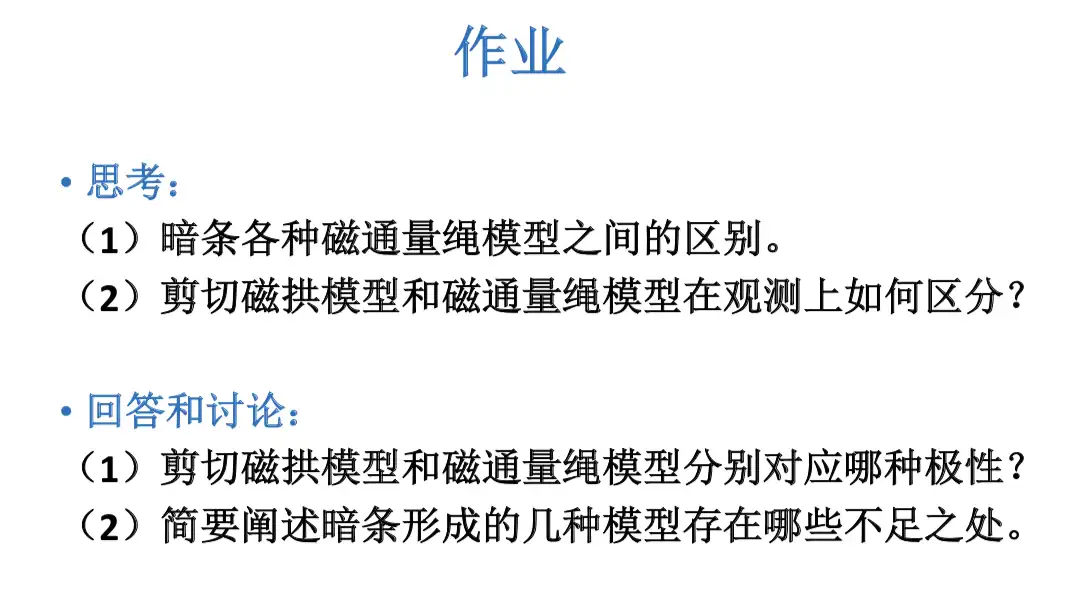 作业
• 思考：
（1）暗条各种磁通量绳模型之间的区别。
（2）剪切磁拱模型和磁通量绳模型在观测上如何区分？
• 回答和讨论：
（1）剪切磁拱模型和磁通量绳模型分别对应哪种极性？
（2）简要阐述暗条形成的几种模型存在哪些不足之处。